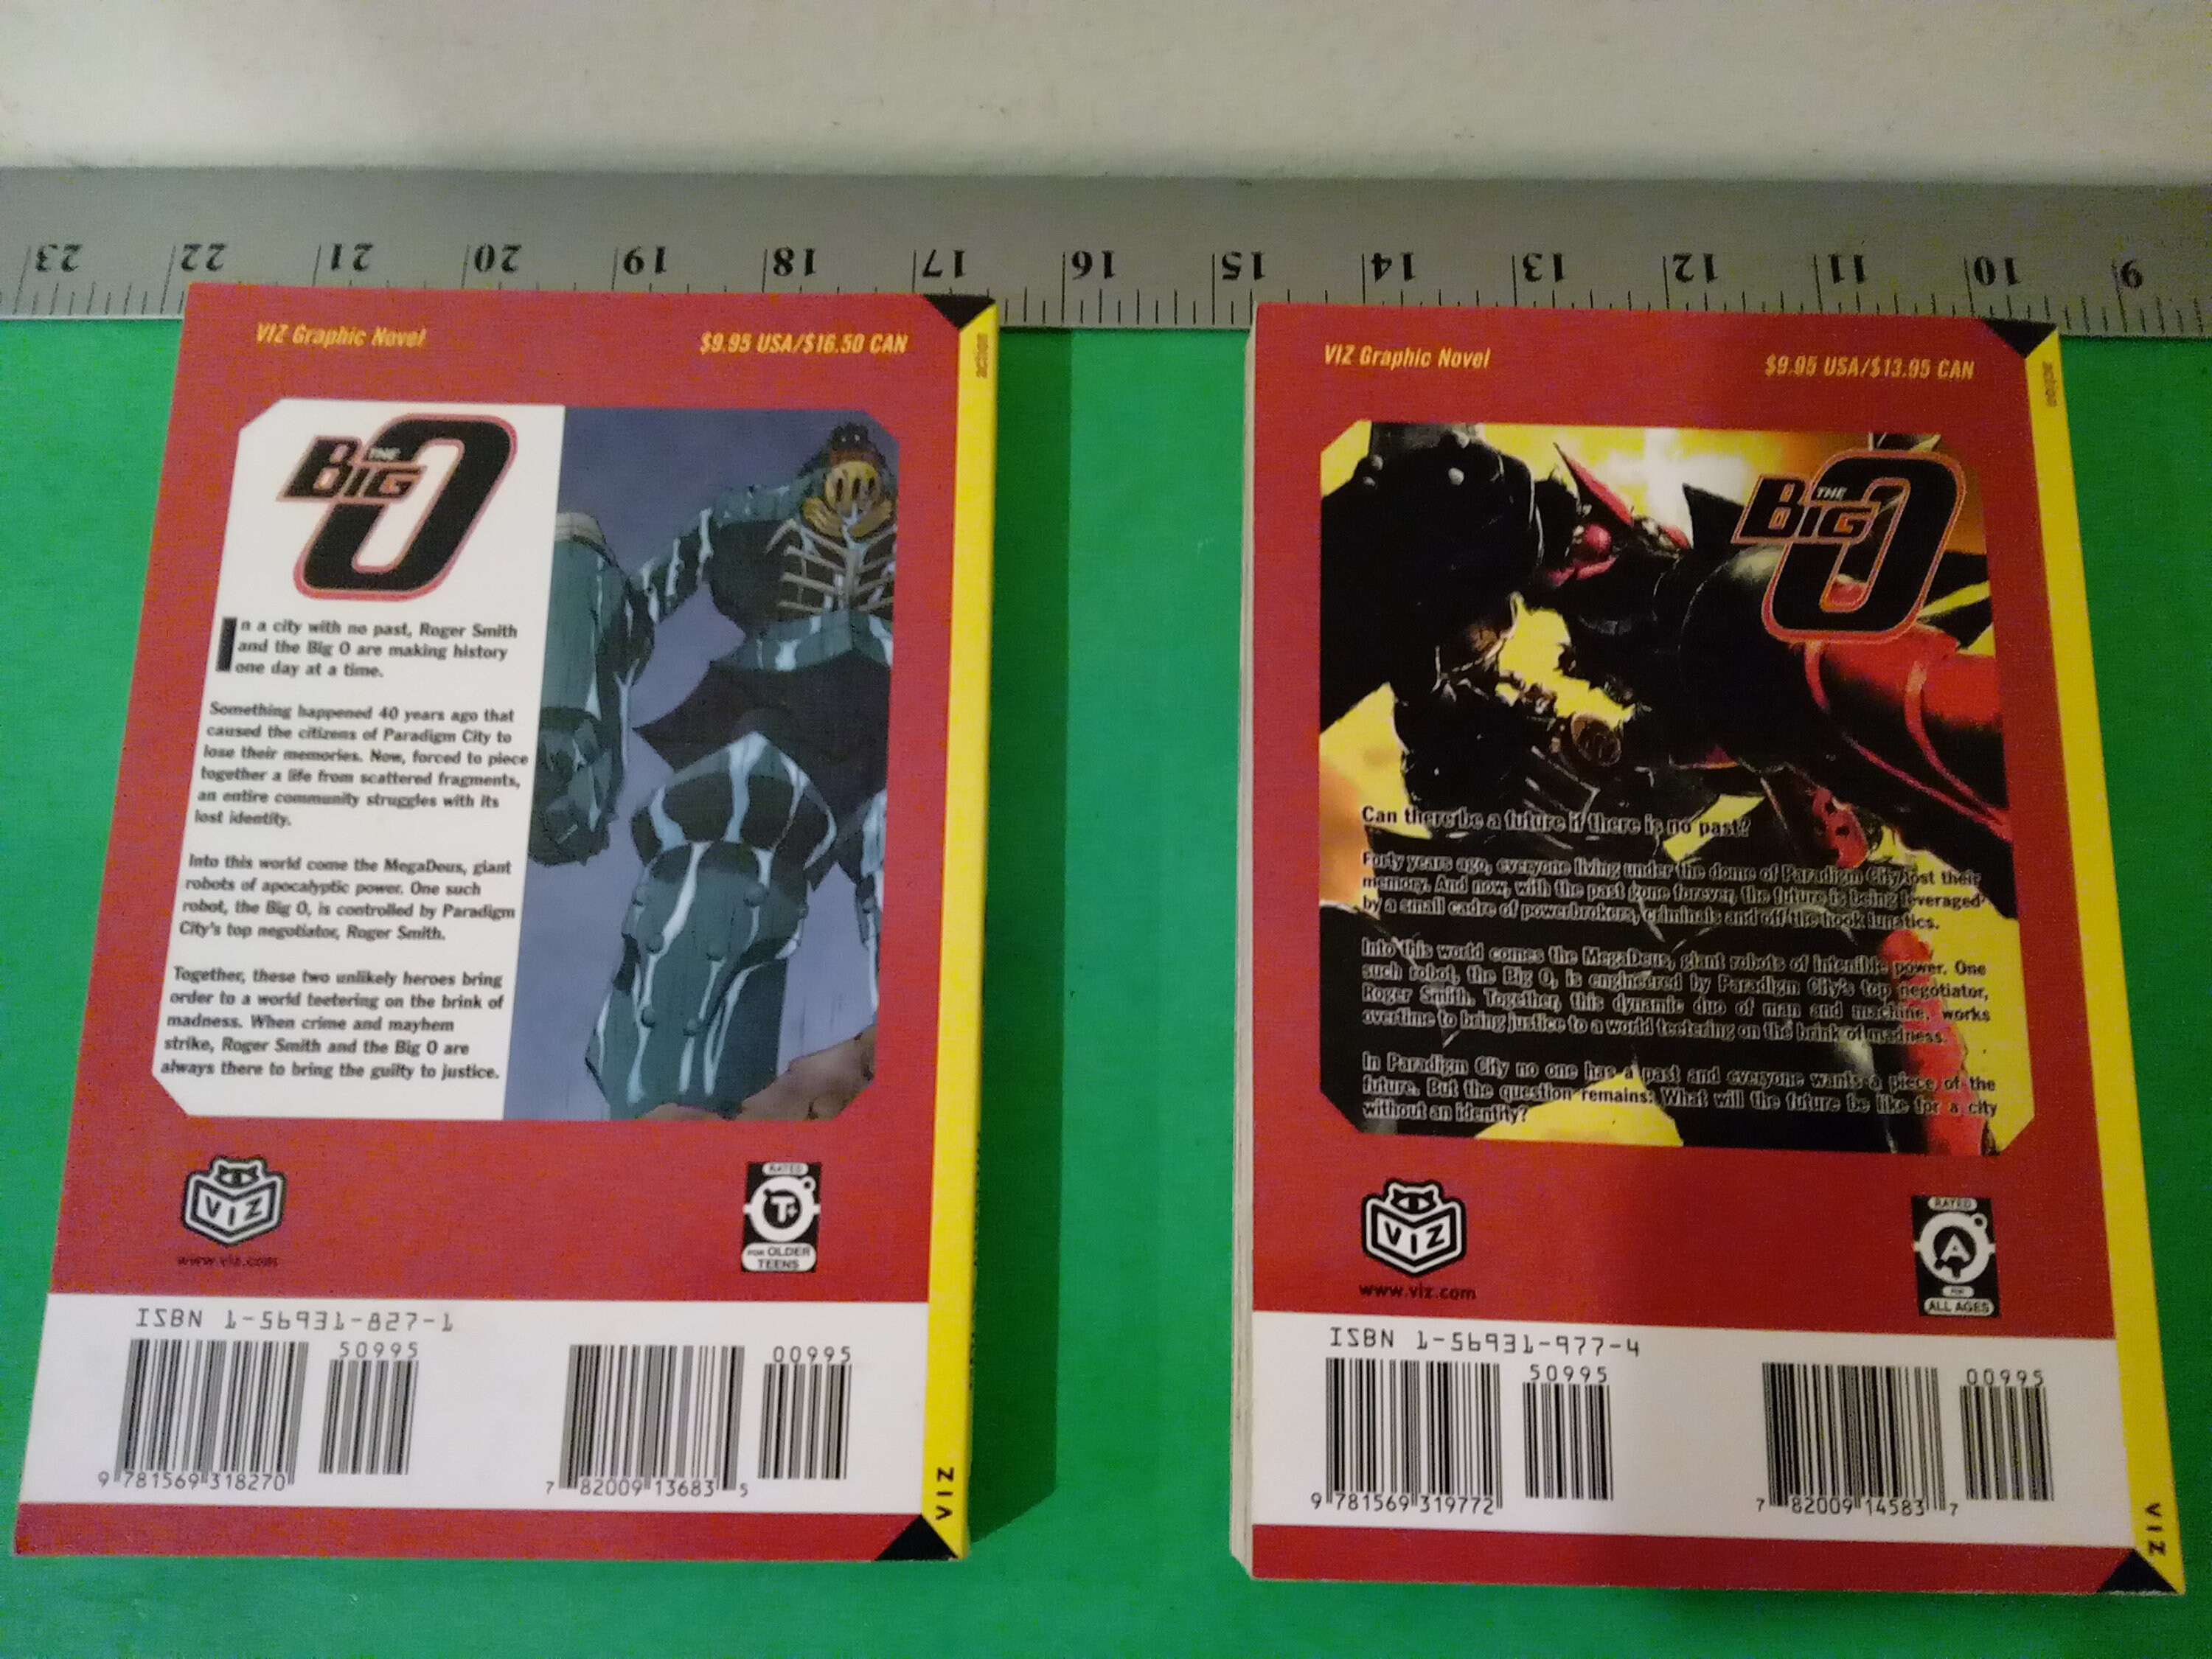 23 22 21 20 19 18 17 16 15 14 13 12 11 10 9
VIZ Graphic Novel
$9.95 USA/$16.50 CAN
action
THE
BIG O
In a city with no past, Roger Smith
and the Big O are making history
one day at a time.
Something happened 40 years ago that
caused the citizens of Paradigm City to
lose their memories. Now, forced to piece
together a life from scattered fragments,
an entire community struggles with its
lost identity.
Into this world come the MegaDeus, giant
robots of apocalyptic power. One such
robot, the Big O, is controlled by Paradigm
City's top negotiator, Roger Smith.
Together, these two unlikely heroes bring
order to a world teetering on the brink of
madness. When crime and mayhem
strike, Roger Smith and the Big O are
always there to bring the guilty to justice.
VIZ
www.viz.com
RATED
T+
FOR OLDER
TEENS
ISBN 1-56931-827-1
50995
00995
9 781569 318270
7 82009 13683 5
VIZ
VIZ Graphic Novel
$9.95 USA/$13.95 CAN
action
THE
BIG O
Can there be a future if there is no past?
Forty years ago, everyone living under the dome of Paradigm City lost their
memory. And now, with the past gone forever, the future is being leveraged
by a small cadre of powerbrokers, criminals and off-the-hook lunatics.
Into this world comes the MegaDeus, giant robots of intenible power. One
such robot, the Big O, is engineered by Paradigm City's top negotiator,
Roger Smith. Together, this dynamic duo of man and machine, works
overtime to bring justice to a world teetering on the brink of madness.
In Paradigm City no one has a past and everyone wants a piece of the
future. But the question remains: What will the future be like for a city
without an identity?
VIZ
www.viz.com
RATED
A
FOR
ALL AGES
ISBN 1-56931-977-4
50995
00995
9 781569 319772
7 82009 14583 7
VIZ